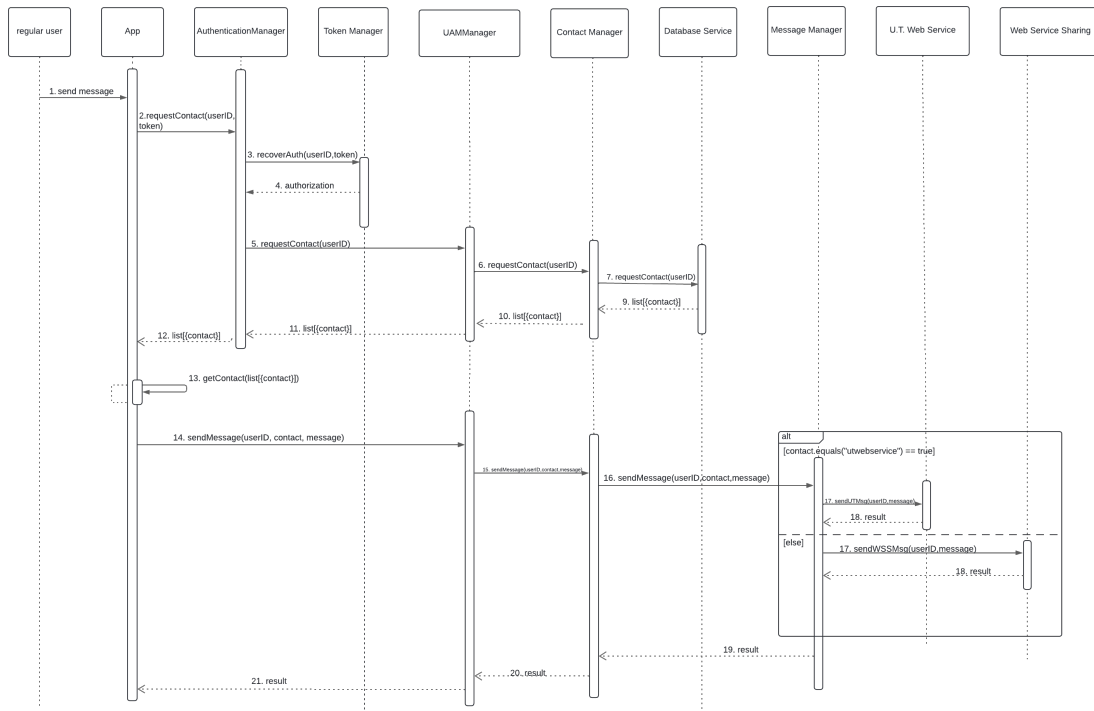 regular user
App
AuthenticationManager
Token Manager
UAMManager
Contact Manager
Database Service
Message Manager
U.T. Web Service
Web Service Sharing
1. send message
2.requestContact(userID,
token)
3. recoverAuth(userID,token)
4. authorization
5. requestContact(userID)
6. requestContact(userID)
7. requestContact(userID)
9. list[{contact}]
10. list[{contact}]
11. list[{contact}]
12. list[{contact}]
13. getContact(list[{contact}])
14. sendMessage(userID, contact, message)
alt
[contact.equals("utwebservice") == true]
15. sendMessage(userID,contact,message)
16. sendMessage(userID,contact,message)
17. sendUTMsg(userID,message)
18. result
[else]
17. sendWSSMsg(userID,message)
18. result
19. result
20. result
21. result